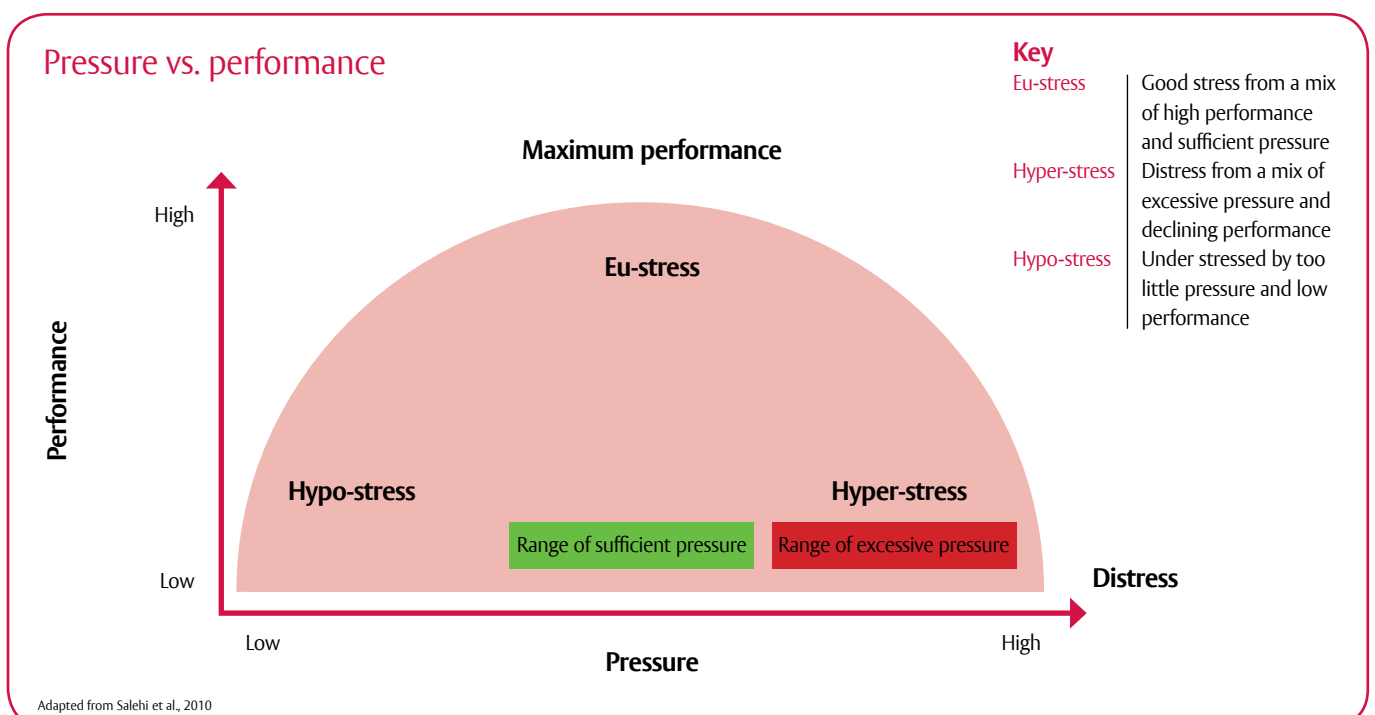 Pressure vs. performance
Key
Eu-stress
Good stress from a mix
of high performance
and sufficient pressure
Hyper-stress
Distress from a mix of
excessive pressure and
declining performance
Hypo-stress
Under stressed by too
little pressure and low
performance
Maximum performance
High
Eu-stress
Performance
Hypo-stress
Hyper-stress
Range of sufficient pressure
Range of excessive pressure
Low
Distress
Low
High
Pressure
Adapted from Salehi et al., 2010